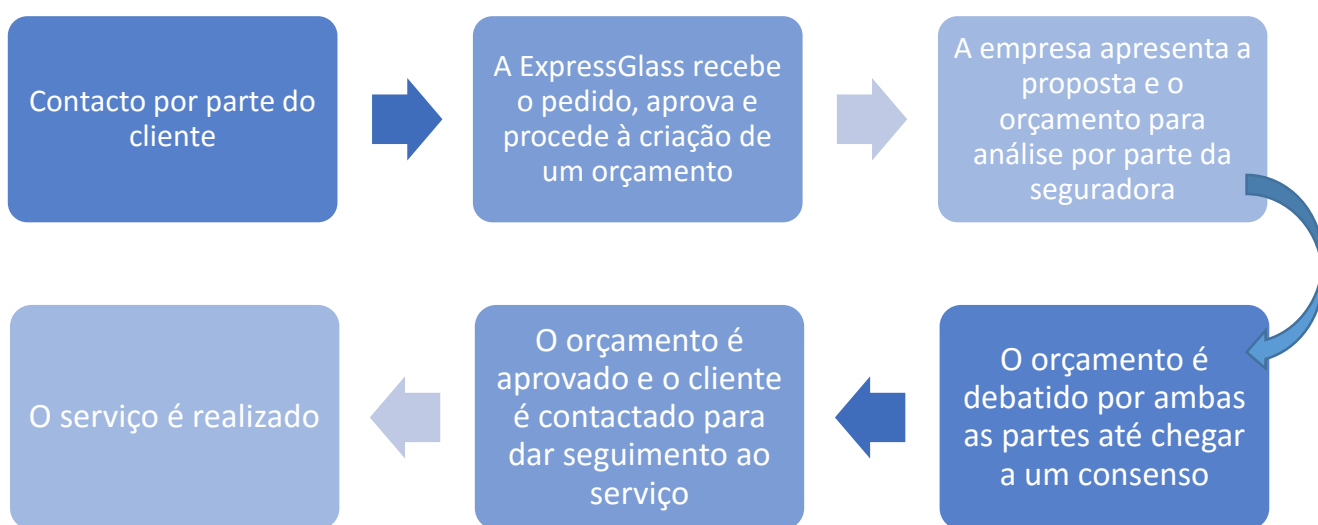 Contacto por parte do
cliente
A ExpressGlass recebe
o pedido, aprova e
procede à criação de
um orçamento
A empresa apresenta a
proposta e o
orçamento para
análise por parte da
seguradora
O orçamento é
debatido por ambas
as partes até chegar
a um consenso
O orçamento é
aprovado e o cliente
é contactado para
dar seguimento ao
serviço
O serviço é realizado